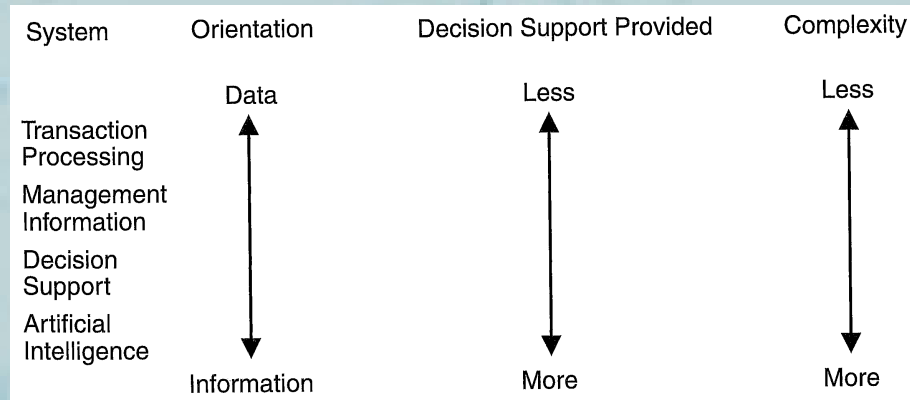 System Orientation Decision Support Provided Complexity
Data Less Less
Transaction
Processing
Management
Information
Decision
Support
Artificial
Intelligence
Information More More